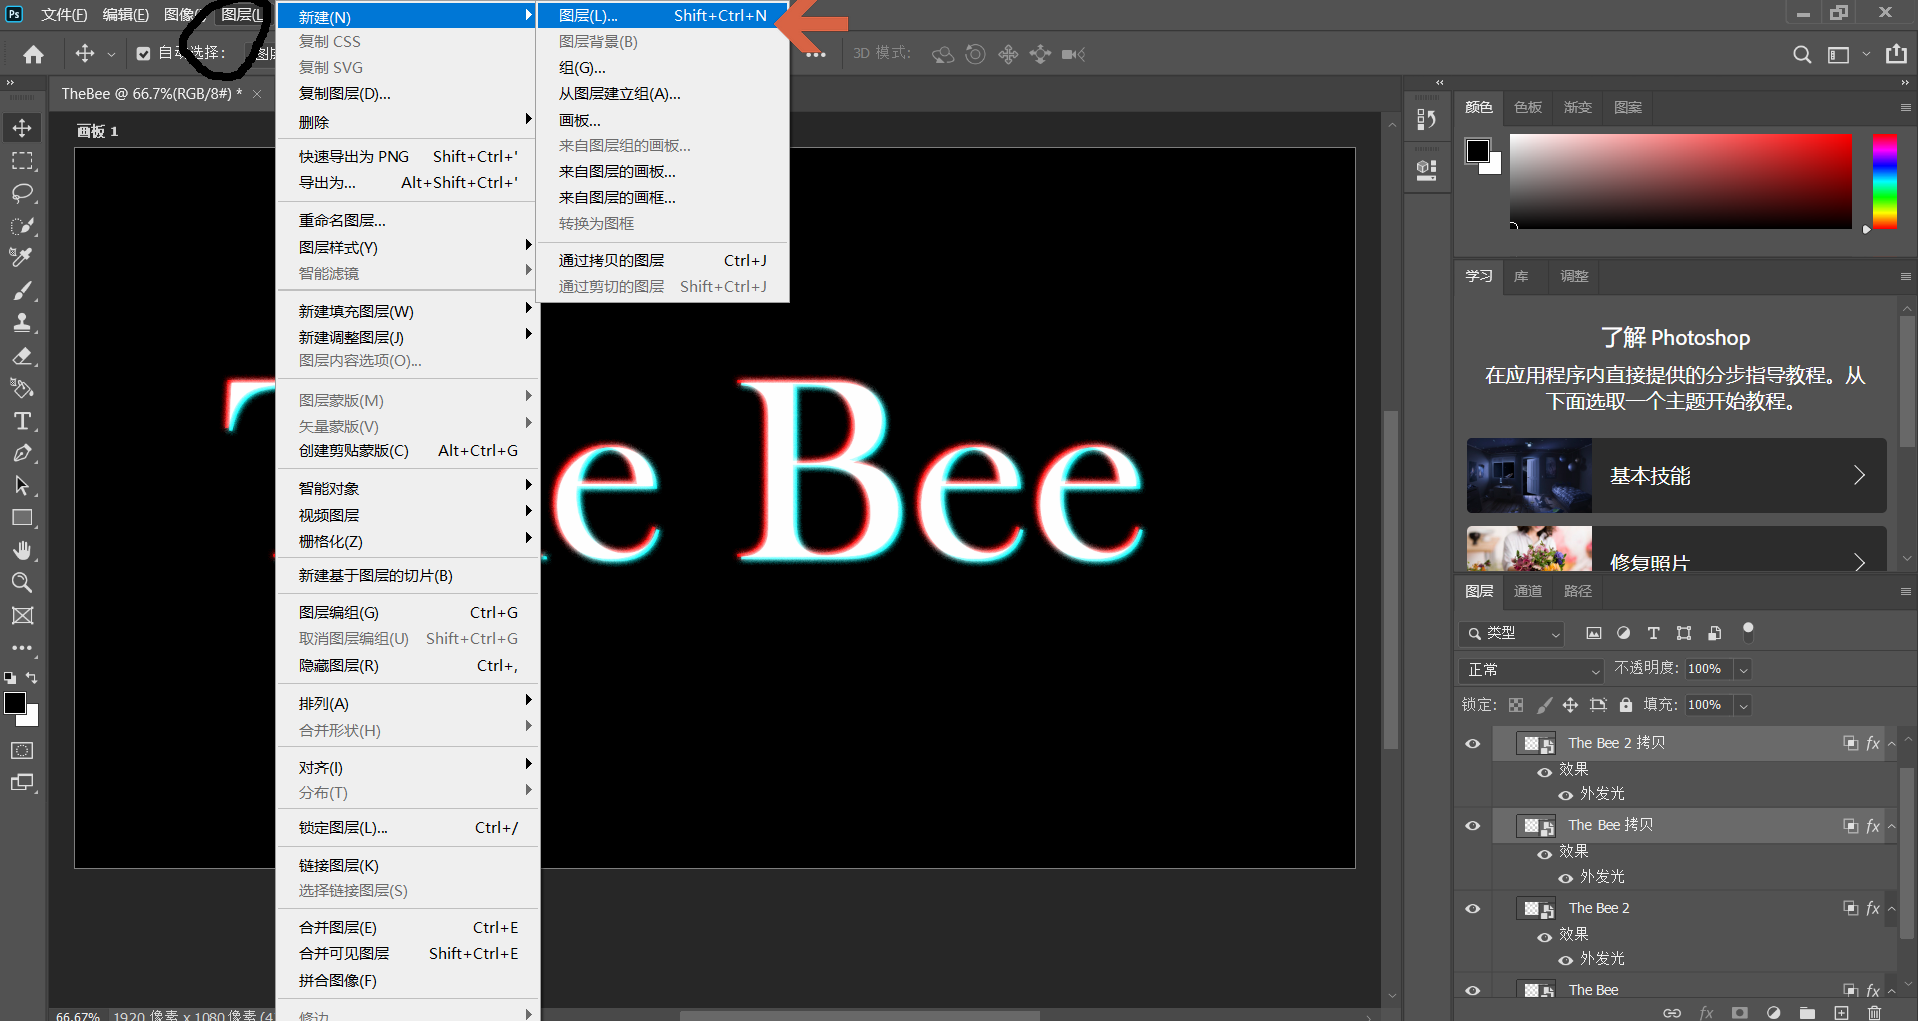 Ps 文件(F) 编辑(E) 图像 图层(L
自动选择：
3D 模式：
TheBee @ 66.7%(RGB/8#) *
画板 1
新建(N)
复制 CSS
复制 SVG
复制图层(D)...
删除
快速导出为 PNG Shift+Ctrl+'
导出为... Alt+Shift+Ctrl+'
重命名图层...
图层样式(Y)
智能滤镜
新建填充图层(W)
新建调整图层(J)
图层内容选项(O)...
图层蒙版(M)
矢量蒙版(V)
创建剪贴蒙版(C) Alt+Ctrl+G
智能对象
视频图层
栅格化(Z)
新建基于图层的切片(B)
图层编组(G) Ctrl+G
取消图层编组(U) Shift+Ctrl+G
隐藏图层(R) Ctrl+,
排列(A)
合并形状(H)
对齐(I)
分布(T)
锁定图层(L)... Ctrl+/
链接图层(K)
选择链接图层(S)
合并图层(E) Ctrl+E
合并可见图层 Shift+Ctrl+E
拼合图像(F)
修边
图层(L)... Shift+Ctrl+N
图层背景(B)
组(G)...
从图层建立组(A)...
画板...
来自图层组的画板...
来自图层的画板...
来自图层的画框...
转换为图框
通过拷贝的图层 Ctrl+J
通过剪切的图层 Shift+Ctrl+J
T e Bee
66.67% 1920 像素 x 1080 像素 (4
颜色 色板 渐变 图案
学习 库 调整
了解 Photoshop
在应用程序内直接提供的分步指导教程。从
下面选取一个主题开始教程。
基本技能
修复照片
图层 通道 路径
类型
正常 不透明度: 100%
锁定: 填充: 100%
The Bee 2 拷贝 fx
效果
外发光
The Bee 拷贝 fx
效果
外发光
The Bee 2 fx
效果
外发光
The Bee fx
fx